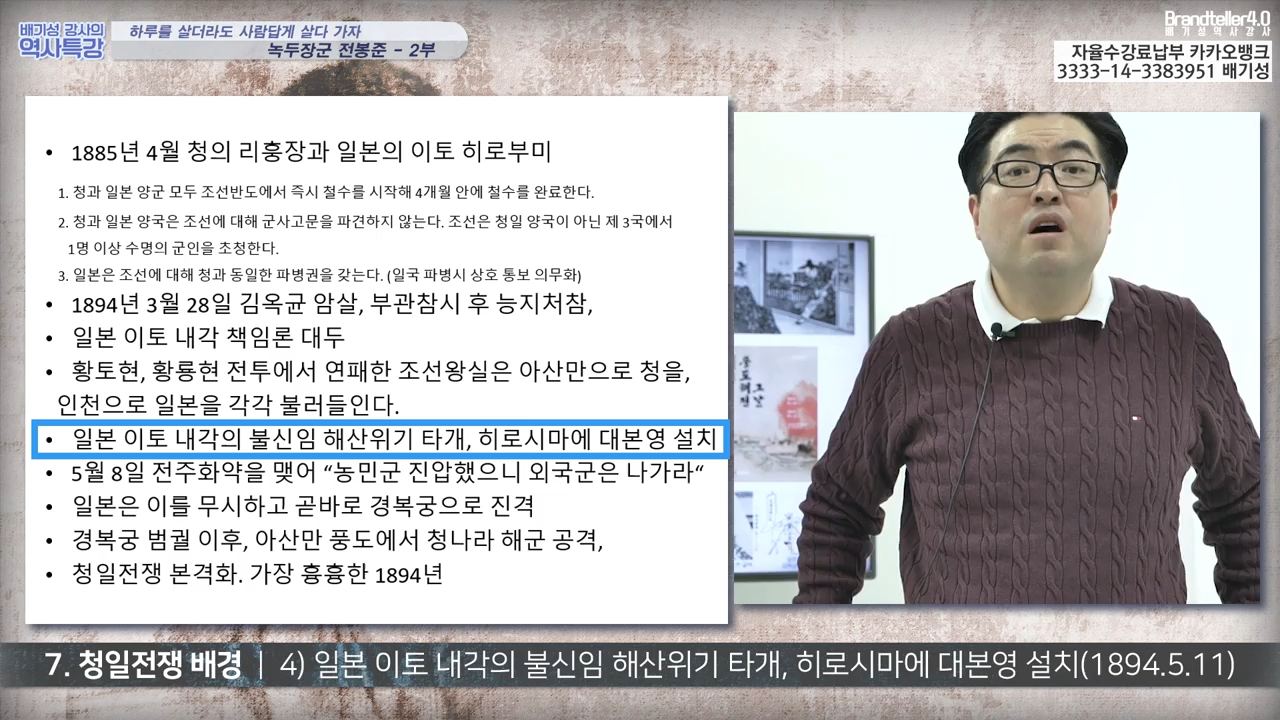 배기성 강사의
역사특강
하루를 살더라도 사람답게 살다 가자
녹두장군 전봉준 - 2부
Brandteller4.0
배기성역사강사
자율수강료납부 카카오뱅크
3333-14-3383951 배기성
• 1885년 4월 청의 리훙장과 일본의 이토 히로부미
1. 청과 일본 양군 모두 조선반도에서 즉시 철수를 시작해 4개월 안에 철수를 완료한다.
2. 청과 일본 양국은 조선에 대해 군사고문을 파견하지 않는다. 조선은 청일 양국이 아닌 제 3국에서
1명 이상 수명의 군인을 초청한다.
3. 일본은 조선에 대해 청과 동일한 파병권을 갖는다. (일국 파병시 상호 통보 의무화)
• 1894년 3월 28일 김옥균 암살, 부관참시 후 능지처참,
• 일본 이토 내각 책임론 대두
• 황토현, 황룡현 전투에서 연패한 조선왕실은 아산만으로 청을,
인천으로 일본을 각각 불러들인다.
• 일본 이토 내각의 불신임 해산위기 타개, 히로시마에 대본영 설치
• 5월 8일 전주화약을 맺어 “농민군 진압했으니 외국군은 나가라“
• 일본은 이를 무시하고 곧바로 경복궁으로 진격
• 경복궁 범궐 이후, 아산만 풍도에서 청나라 해군 공격,
• 청일전쟁 본격화. 가장 흉흉한 1894년
풍도해전
그날
7. 청일전쟁 배경 | 4) 일본 이토 내각의 불신임 해산위기 타개, 히로시마에 대본영 설치(1894.5.11)